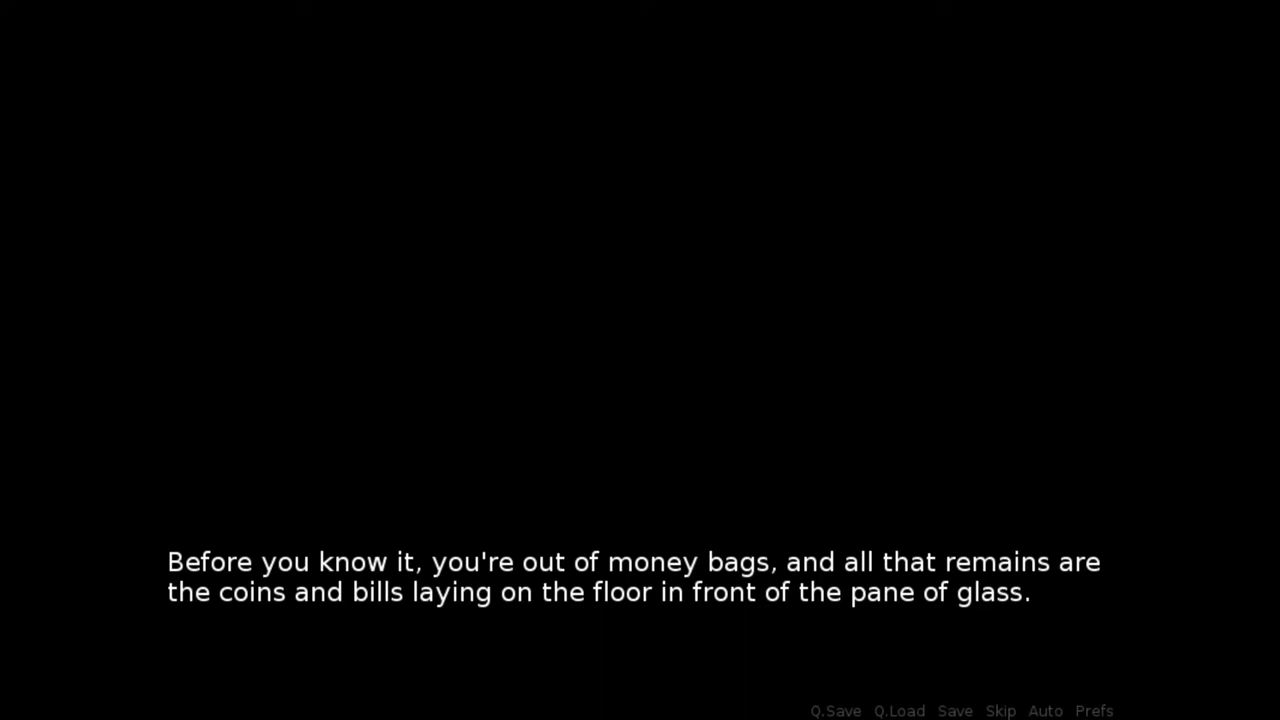 Before you know it, you're out of money bags, and all that remains are
the coins and bills laying on the floor in front of the pane of glass.
Q.Save Q.Load Save Skip Auto Prefs